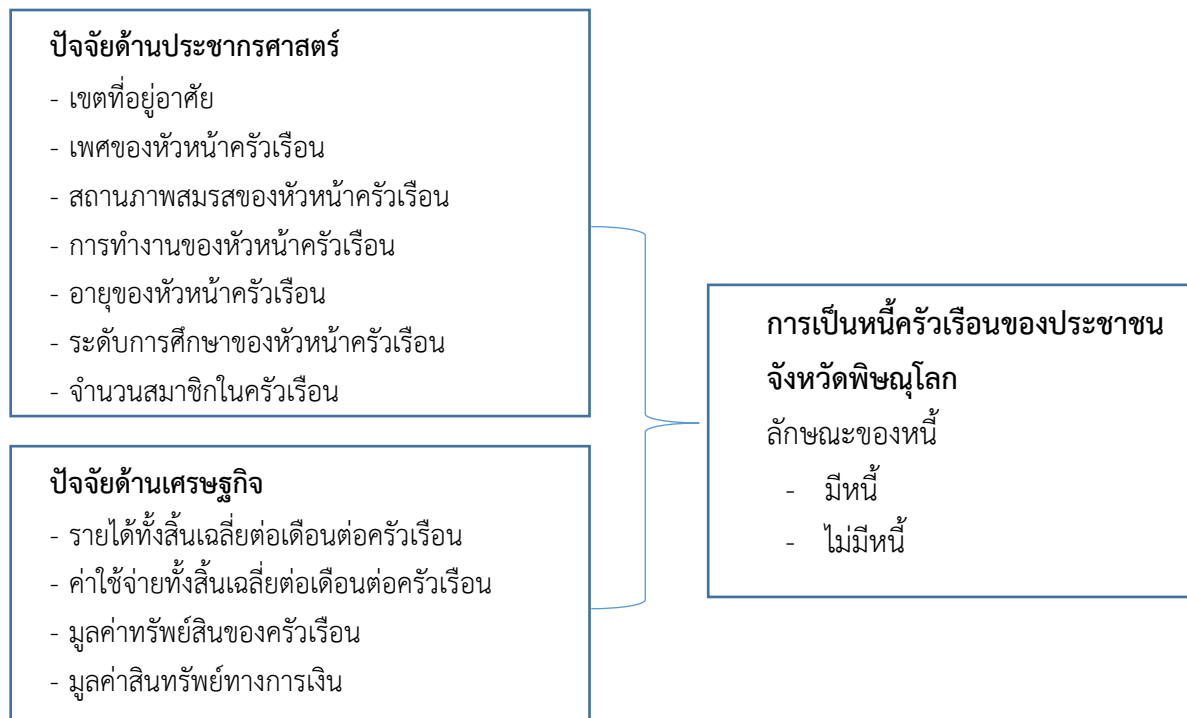 ปัจจัยด้านประชากรศาสตร์
- เขตที่อยู่อาศัย
- เพศของหัวหน้าครัวเรือน
- สถานภาพสมรสของหัวหน้าครัวเรือน
- การทำงานของหัวหน้าครัวเรือน
- อายุของหัวหน้าครัวเรือน
- ระดับการศึกษาของหัวหน้าครัวเรือน
- จำนวนสมาชิกในครัวเรือน
ปัจจัยด้านเศรษฐกิจ
- รายได้ทั้งสิ้นเฉลี่ยต่อเดือนต่อครัวเรือน
- ค่าใช้จ่ายทั้งสิ้นเฉลี่ยต่อเดือนต่อครัวเรือน
- มูลค่าทรัพย์สินของครัวเรือน
- มูลค่าสินทรัพย์ทางการเงิน
การเป็นหนี้ครัวเรือนของประชาชน
จังหวัดพิษณุโลก
ลักษณะของหนี้
- มีหนี้
- ไม่มีหนี้